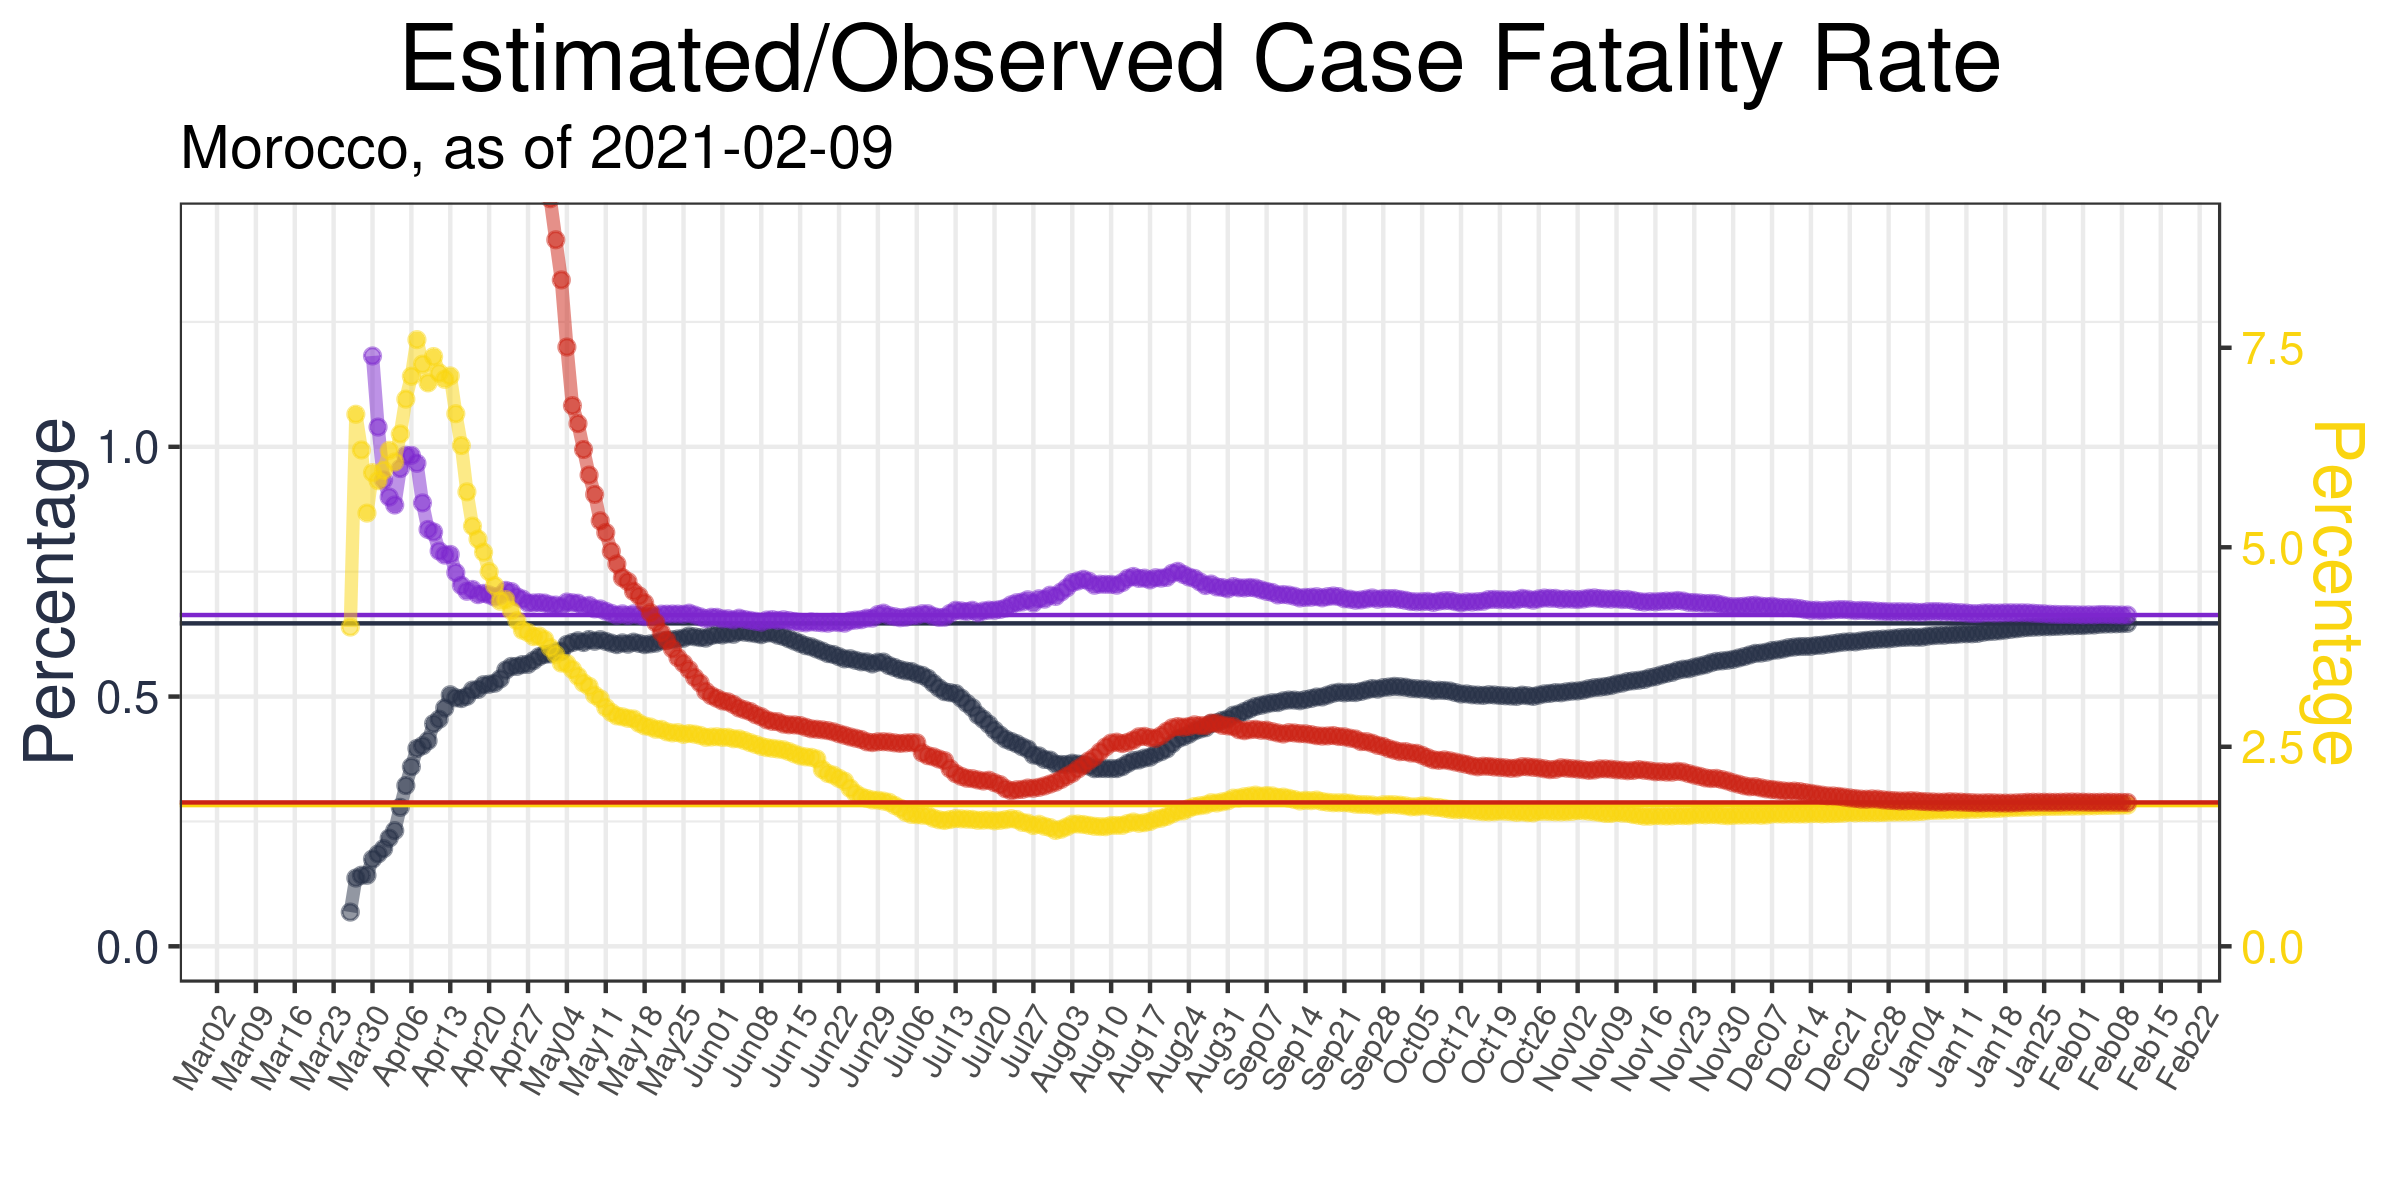 Estimated/Observed Case Fatality Rate
Morocco, as of 2021-02-09
Percentage
1.0
0.5
0.0
7.5
5.0
2.5
0.0
Percentage
Mar02 Mar09 Mar16 Mar23 Mar30 Apr06 Apr13 Apr20 Apr27 May04 May11 May18 May25 Jun01 Jun08 Jun15 Jun22 Jun29 Jul06 Jul13 Jul20 Jul27 Aug03 Aug10 Aug17 Aug24 Aug31 Sep07 Sep14 Sep21 Sep28 Oct05 Oct12 Oct19 Oct26 Nov02 Nov09 Nov16 Nov23 Nov30 Dec07 Dec14 Dec21 Dec28 Jan04 Jan11 Jan18 Jan25 Feb01 Feb08 Feb15 Feb22